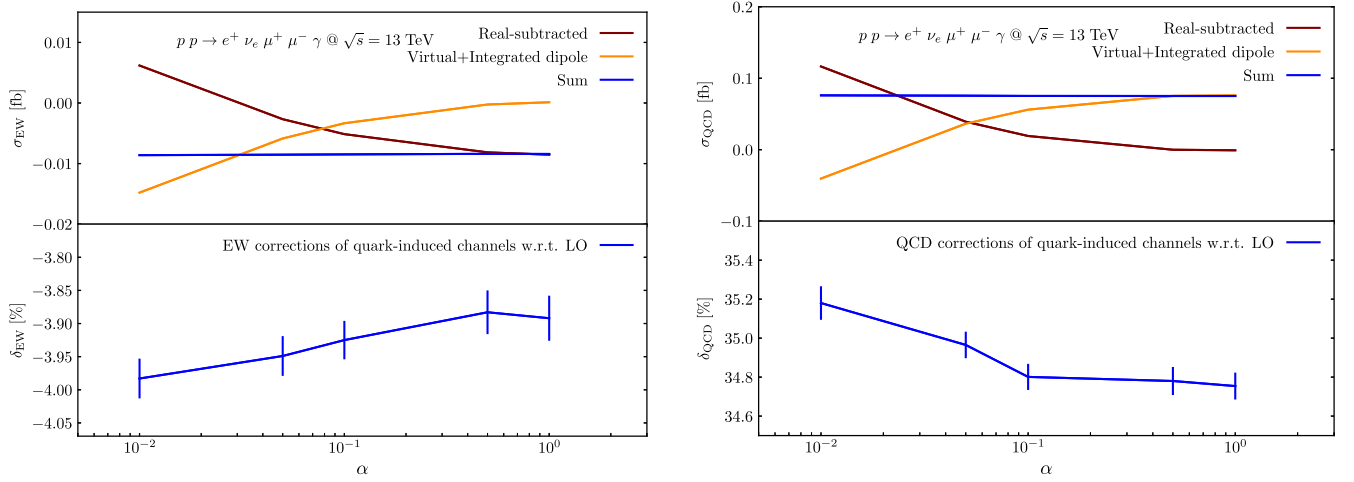 p p → e⁺ νₑ μ⁺ μ⁻ γ @ √s = 13 TeV
Real-subtracted
Virtual+Integrated dipole
Sum
0.01
0.00
−0.01
−0.02
σ_EW [fb]
EW corrections of quark-induced channels w.r.t. LO
−3.80
−3.85
−3.90
−3.95
−4.00
−4.05
δ_EW [%]
10⁻² 10⁻¹ 10⁰
α
p p → e⁺ νₑ μ⁺ μ⁻ γ @ √s = 13 TeV
Real-subtracted
Virtual+Integrated dipole
Sum
0.2
0.1
0.0
−0.1
σ_QCD [fb]
QCD corrections of quark-induced channels w.r.t. LO
35.4
35.2
35.0
34.8
34.6
δ_QCD [%]
10⁻² 10⁻¹ 10⁰
α